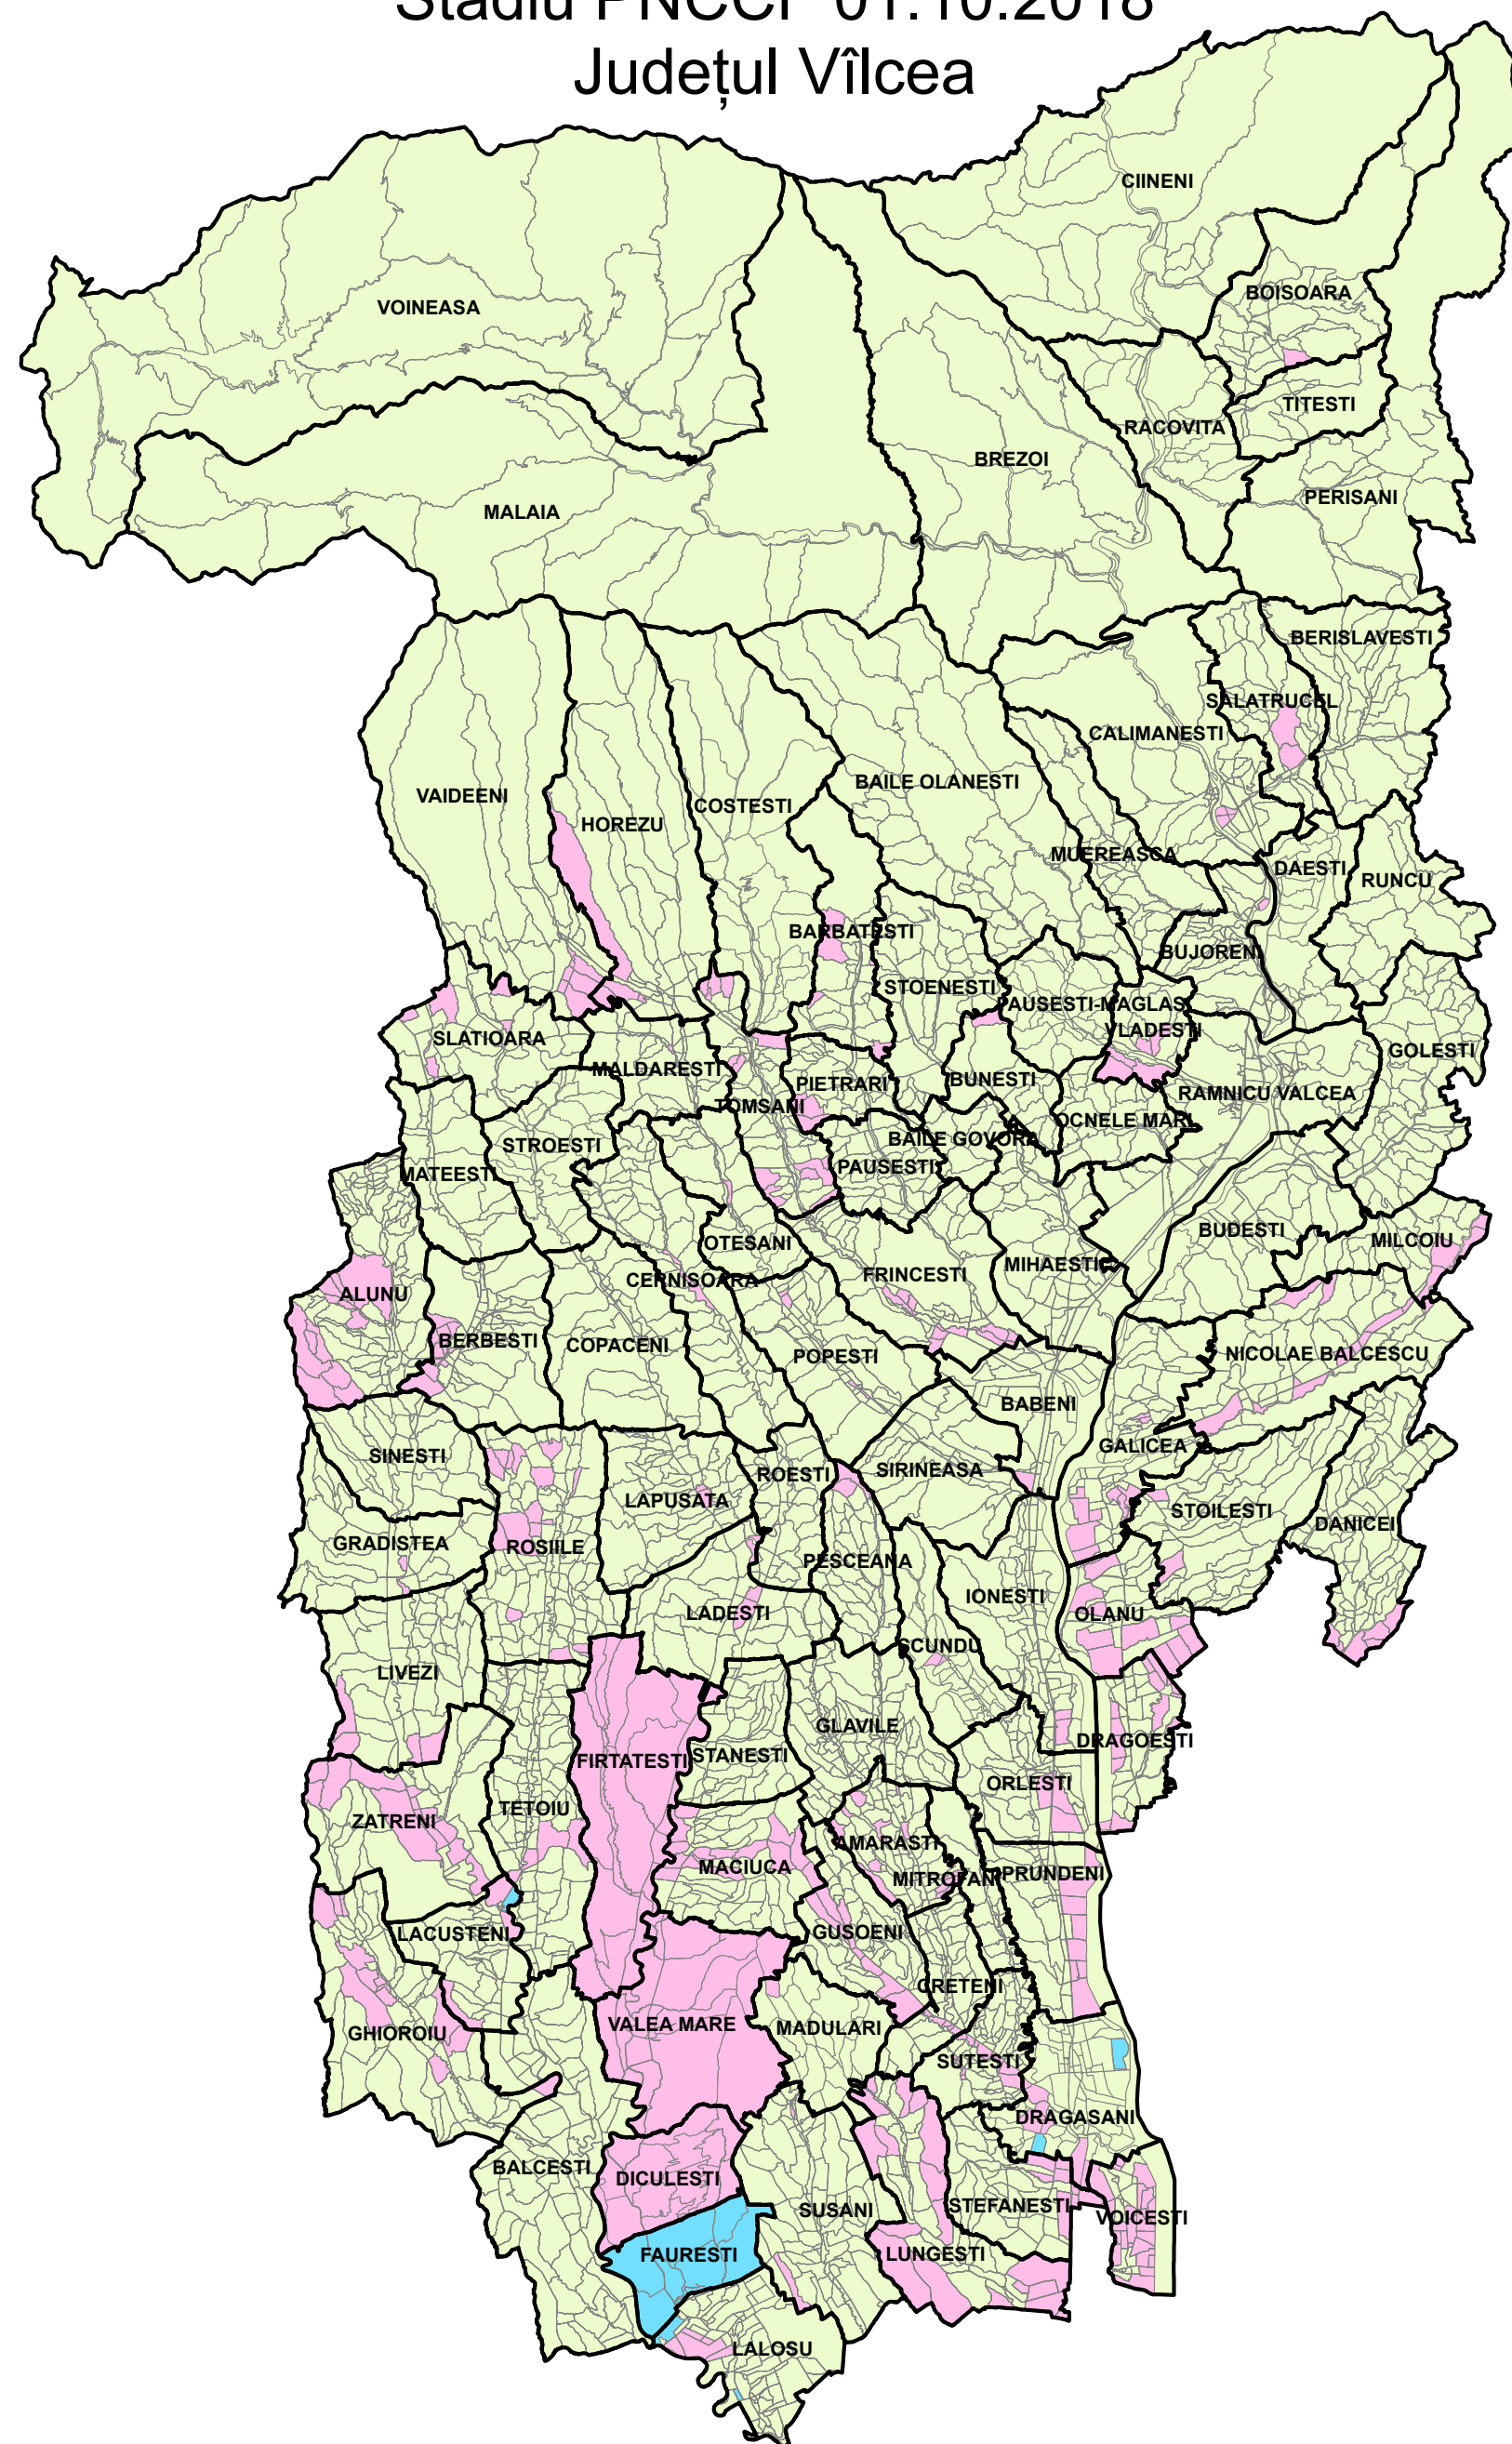 Stadiu PNCCF 01.10.2018
Județul Vîlcea
CIINENI
BOISOARA
VOINEASA
TITESTI
RACOVITA
BREZOI
PERISANI
MALAIA
BERISLAVESTI
SALATRUCEL
CALIMANESTI
BAILE OLANESTI
VAIDEENI
COSTESTI
HOREZU
MUEREASCA
DAESTI
RUNCU
BARBATESTI
BUJORENI
STOENESTI
PAUSESTI-MAGLASI
VLADESTI
SLATIOARA
GOLESTI
MALDARESTI
PIETRARI
BUNESTI
RAMNICU VALCEA
TOMSANI
OCNELE MARI
BAILE GOVORA
STROESTI
PAUSESTI
MATEESTI
BUDESTI
MILCOIU
OTESANI
MIHAESTI
FRINCESTI
CERNISOARA
ALUNU
BERBESTI
COPACENI
POPESTI
NICOLAE BALCESCU
BABENI
GALICEA
SINESTI
SIRINEASA
ROESTI
LAPUSATA
STOILESTI
DANICEI
GRADISTEA
ROSIILE
PESCEANA
IONESTI
LADESTI
OLANU
SCUNDU
LIVEZI
GLAVILE
DRAGOESTI
STANESTI
FIRTATESTI
ORLESTI
TETOIU
ZATRENI
AMARASTI
MACIUCA
PRUNDENI
MITROFANI
GUSOENI
LACUSTENI
CRETENI
VALEA MARE
MADULARI
GHIOROIU
SUTESTI
DRAGASANI
BALCESTI
DICULESTI
STEFANESTI
SUSANI
VOICESTI
FAURESTI
LUNGESTI
LALOSU